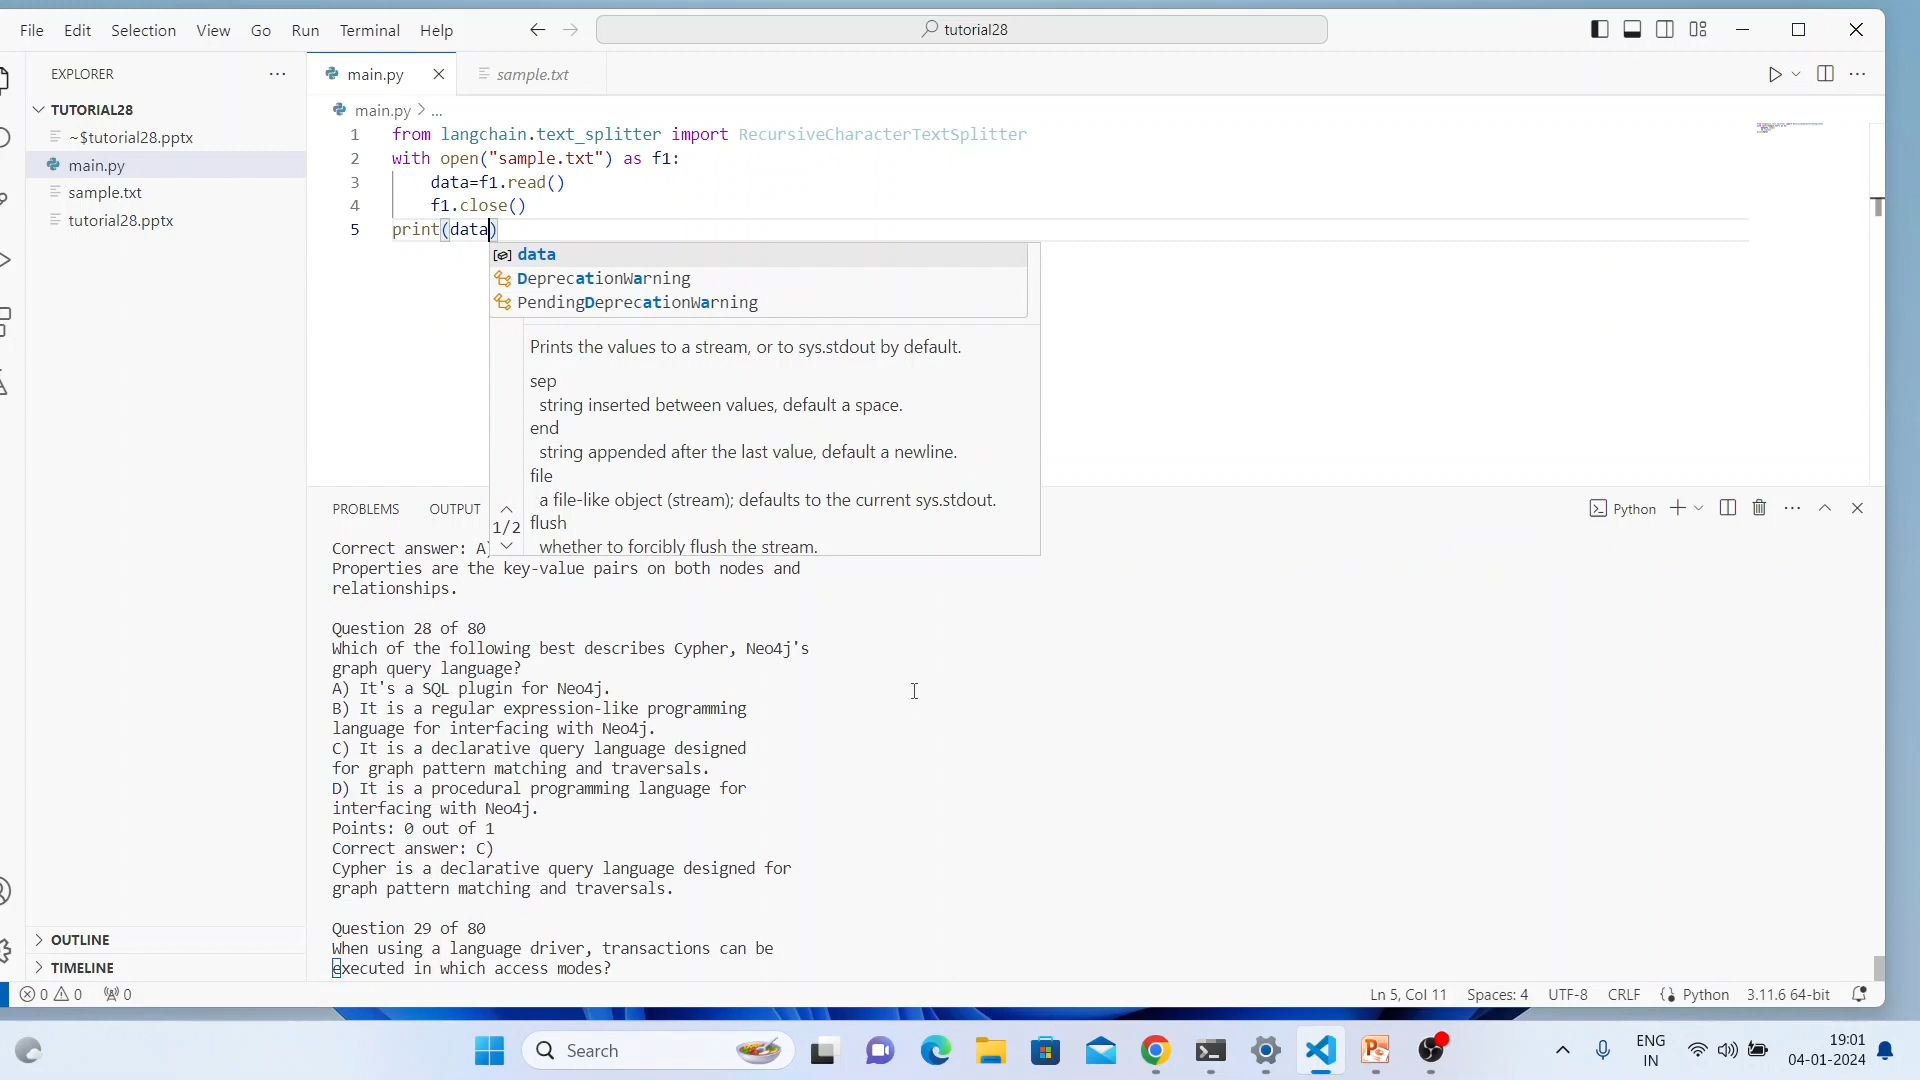 File Edit Selection View Go Run Terminal Help
tutorial28
EXPLORER
main.py
sample.txt
TUTORIAL28
~$tutorial28.pptx
main.py
sample.txt
tutorial28.pptx
main.py > ...
1 from langchain.text_splitter import RecursiveCharacterTextSplitter
2 with open("sample.txt") as f1:
3 data=f1.read()
4 f1.close()
5 print(data)
data
DeprecationWarning
PendingDeprecationWarning
Prints the values to a stream, or to sys.stdout by default.
sep
string inserted between values, default a space.
end
string appended after the last value, default a newline.
file
a file-like object (stream); defaults to the current sys.stdout.
1/2
flush
whether to forcibly flush the stream.
PROBLEMS OUTPUT
Python
Correct answer: A)
Properties are the key-value pairs on both nodes and
relationships.
Question 28 of 80
Which of the following best describes Cypher, Neo4j's
graph query language?
A) It's a SQL plugin for Neo4j.
B) It is a regular expression-like programming
language for interfacing with Neo4j.
C) It is a declarative query language designed
for graph pattern matching and traversals.
D) It is a procedural programming language for
interfacing with Neo4j.
Points: 0 out of 1
Correct answer: C)
Cypher is a declarative query language designed for
graph pattern matching and traversals.
Question 29 of 80
When using a language driver, transactions can be
executed in which access modes?
OUTLINE
TIMELINE
0 0 0
Ln 5, Col 11 Spaces: 4 UTF-8 CRLF Python 3.11.6 64-bit
Search
ENG
IN
19:01
04-01-2024